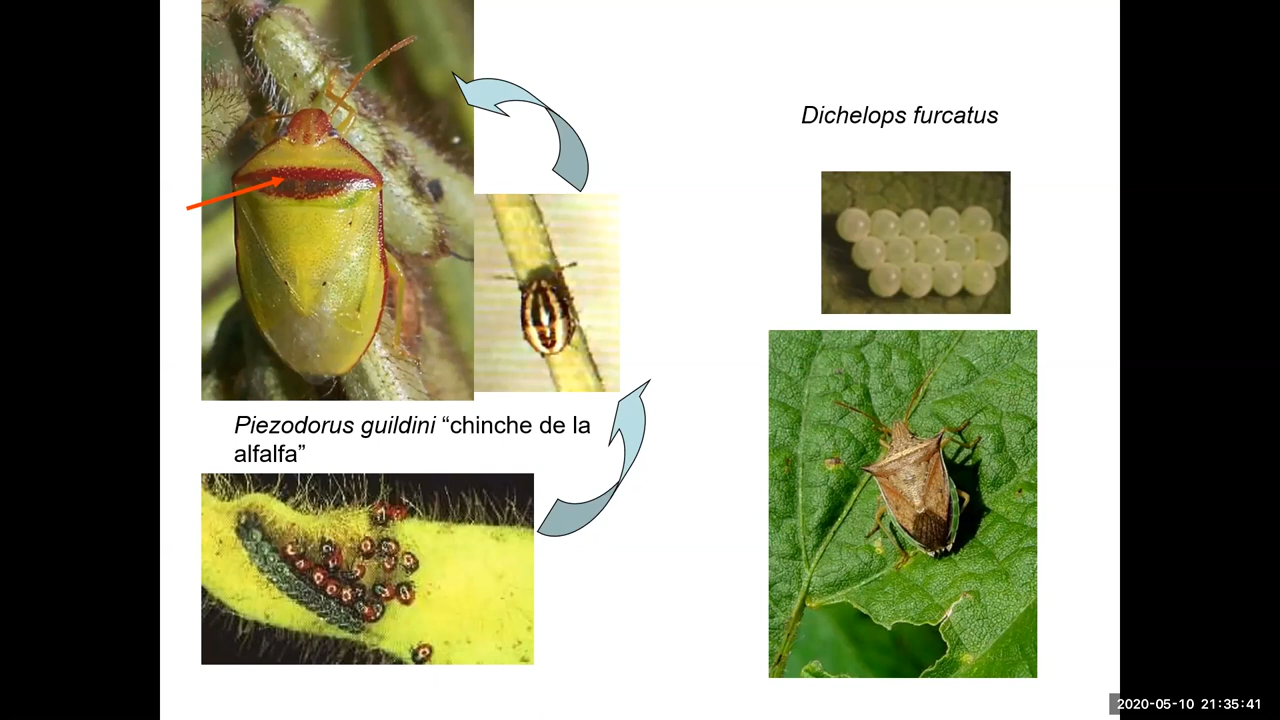 Dichelops furcatus
Piezodorus guildini “chinche de la
alfalfa”
2020-05-10 21:35:41